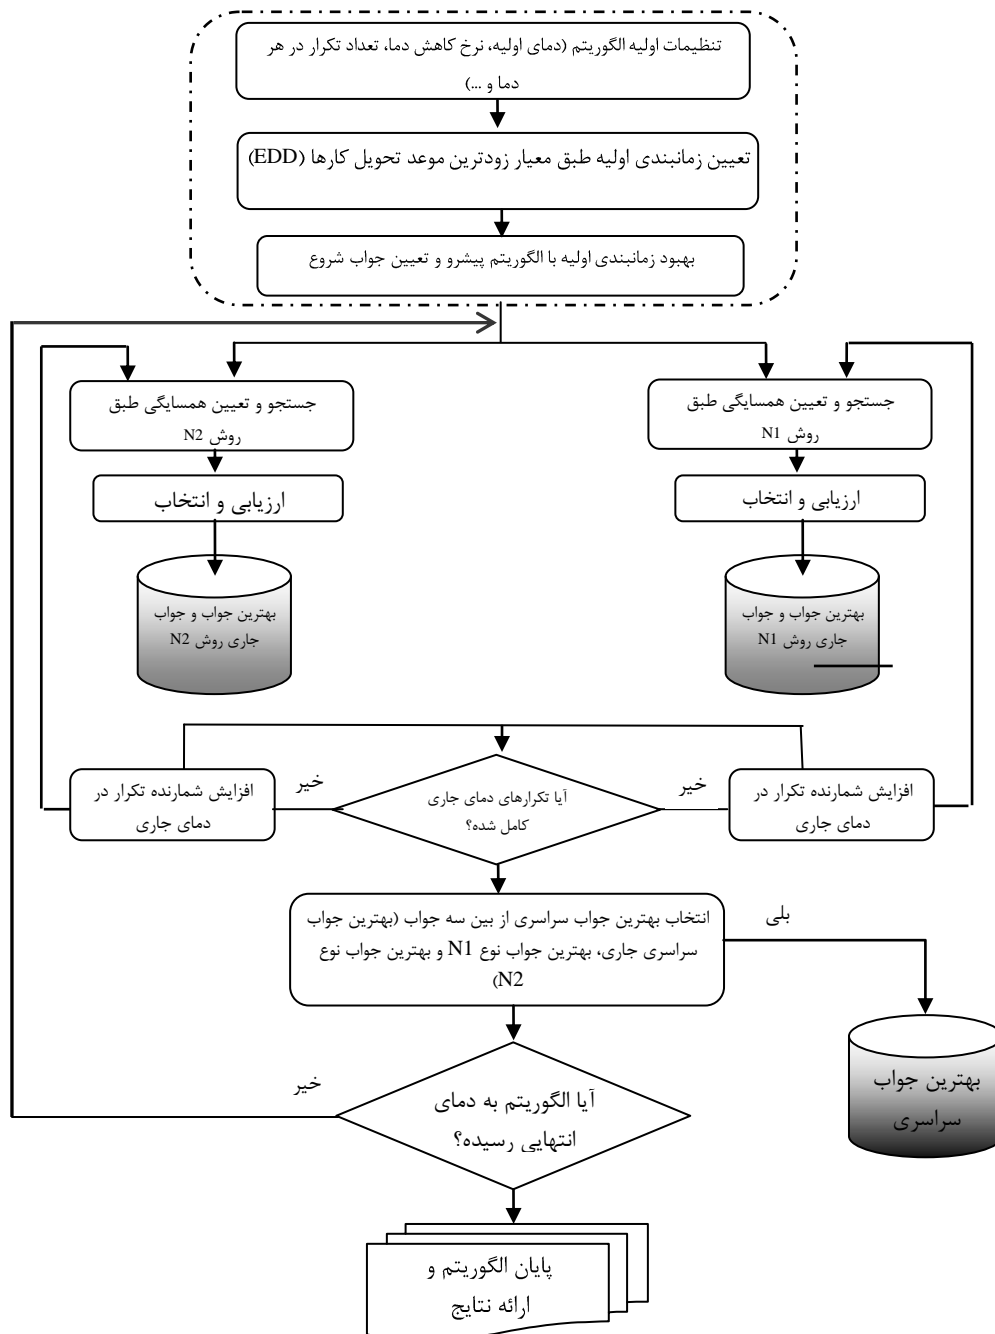 تنظیمات اولیه الگوریتم (دمای اولیه، نرخ کاهش دما، تعداد تکرار در هر
دما و ...)
تعیین زمانبندی اولیه طبق معیار زودترین موعد تحویل کارها (EDD)
بهبود زمانبندی اولیه با الگوریتم پیشرو و تعیین جواب شروع
جستجو و تعیین همسایگی طبق
روش N1
جستجو و تعیین همسایگی طبق
روش N2
ارزیابی و انتخاب
ارزیابی و انتخاب
بهترین جواب و جواب
جاری روش N1
بهترین جواب و جواب
جاری روش N2
افزایش شمارنده تکرار در
دمای جاری
خیر
آیا تکرارهای دمای جاری
کامل شده؟
خیر
افزایش شمارنده تکرار در
دمای جاری
انتخاب بهترین جواب سراسری از بین سه جواب (بهترین جواب
سراسری جاری، بهترین جواب نوع N1 و بهترین جواب نوع
N2)
بلی
بهترین جواب
سراسری
آیا الگوریتم به دمای
انتهایی رسیده؟
خیر
پایان الگوریتم و
ارائه نتایج